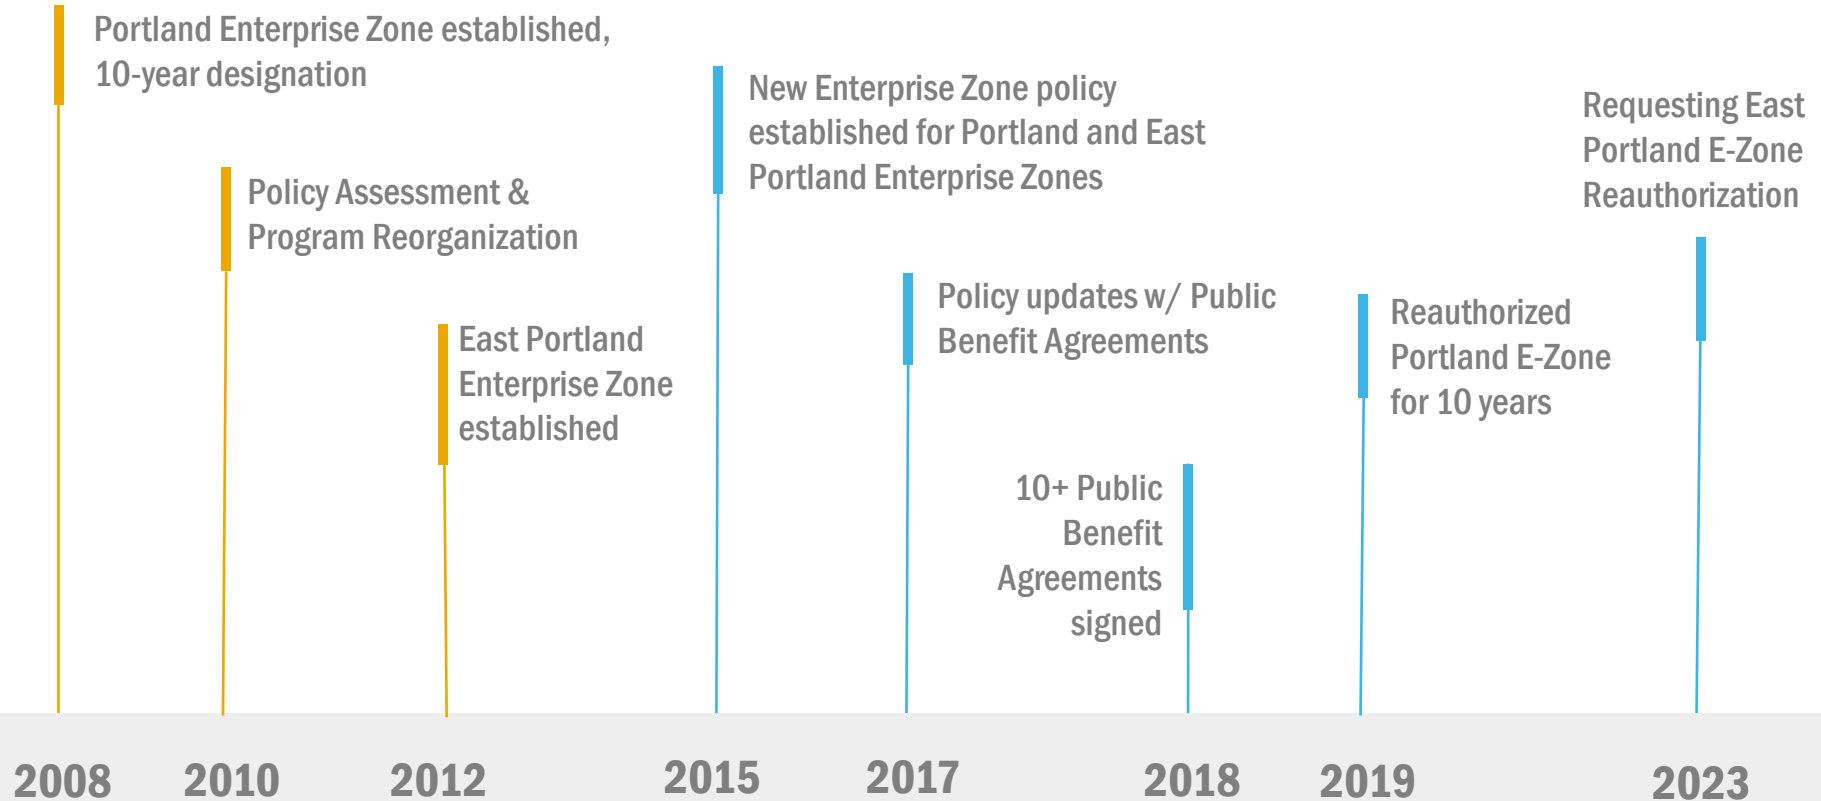 Portland Enterprise Zone established,
10-year designation
Policy Assessment &
Program Reorganization
East Portland
Enterprise Zone
established
New Enterprise Zone policy
established for Portland and East
Portland Enterprise Zones
Policy updates w/ Public
Benefit Agreements
10+ Public
Benefit
Agreements
signed
Reauthorized
Portland E-Zone
for 10 years
Requesting East
Portland E-Zone
Reauthorization
2008
2010
2012
2015
2017
2018
2019
2023